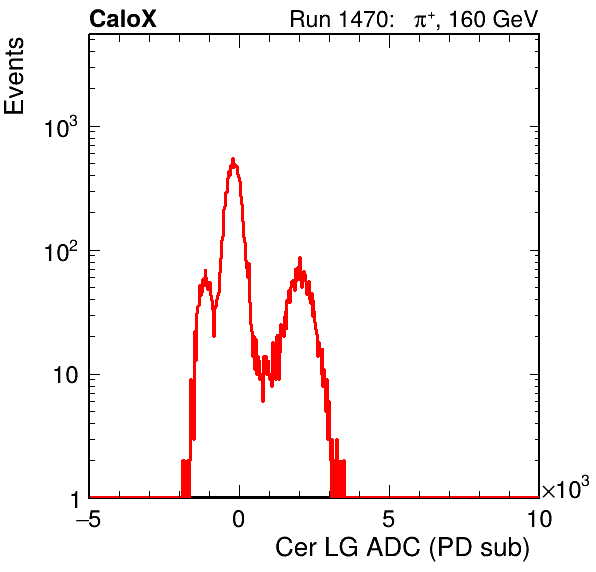 CaloX Run 1470: π⁺, 160 GeV
Events
10³
10²
10
1
−5 0 5 10
×10³
Cer LG ADC (PD sub)